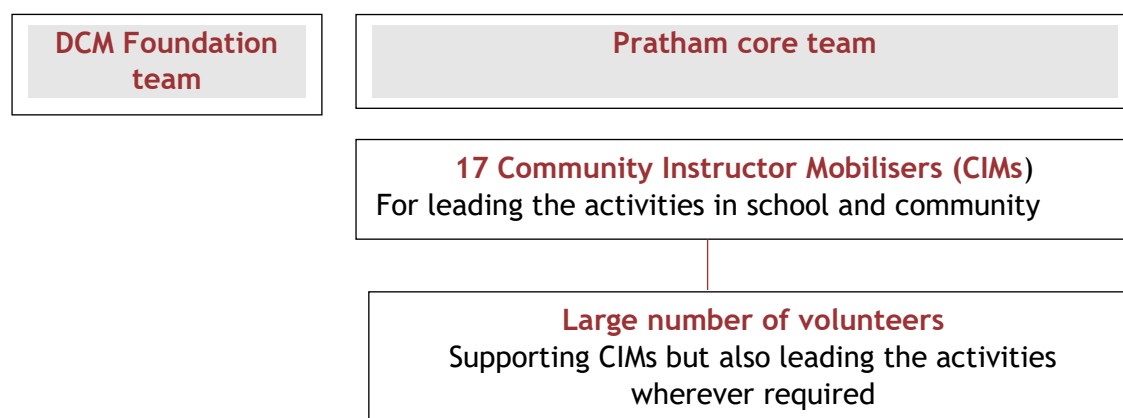 DCM Foundation
team
Pratham core team
17 Community Instructor Mobilisers (CIMs)
For leading the activities in school and community
Large number of volunteers
Supporting CIMs but also leading the activities
wherever required